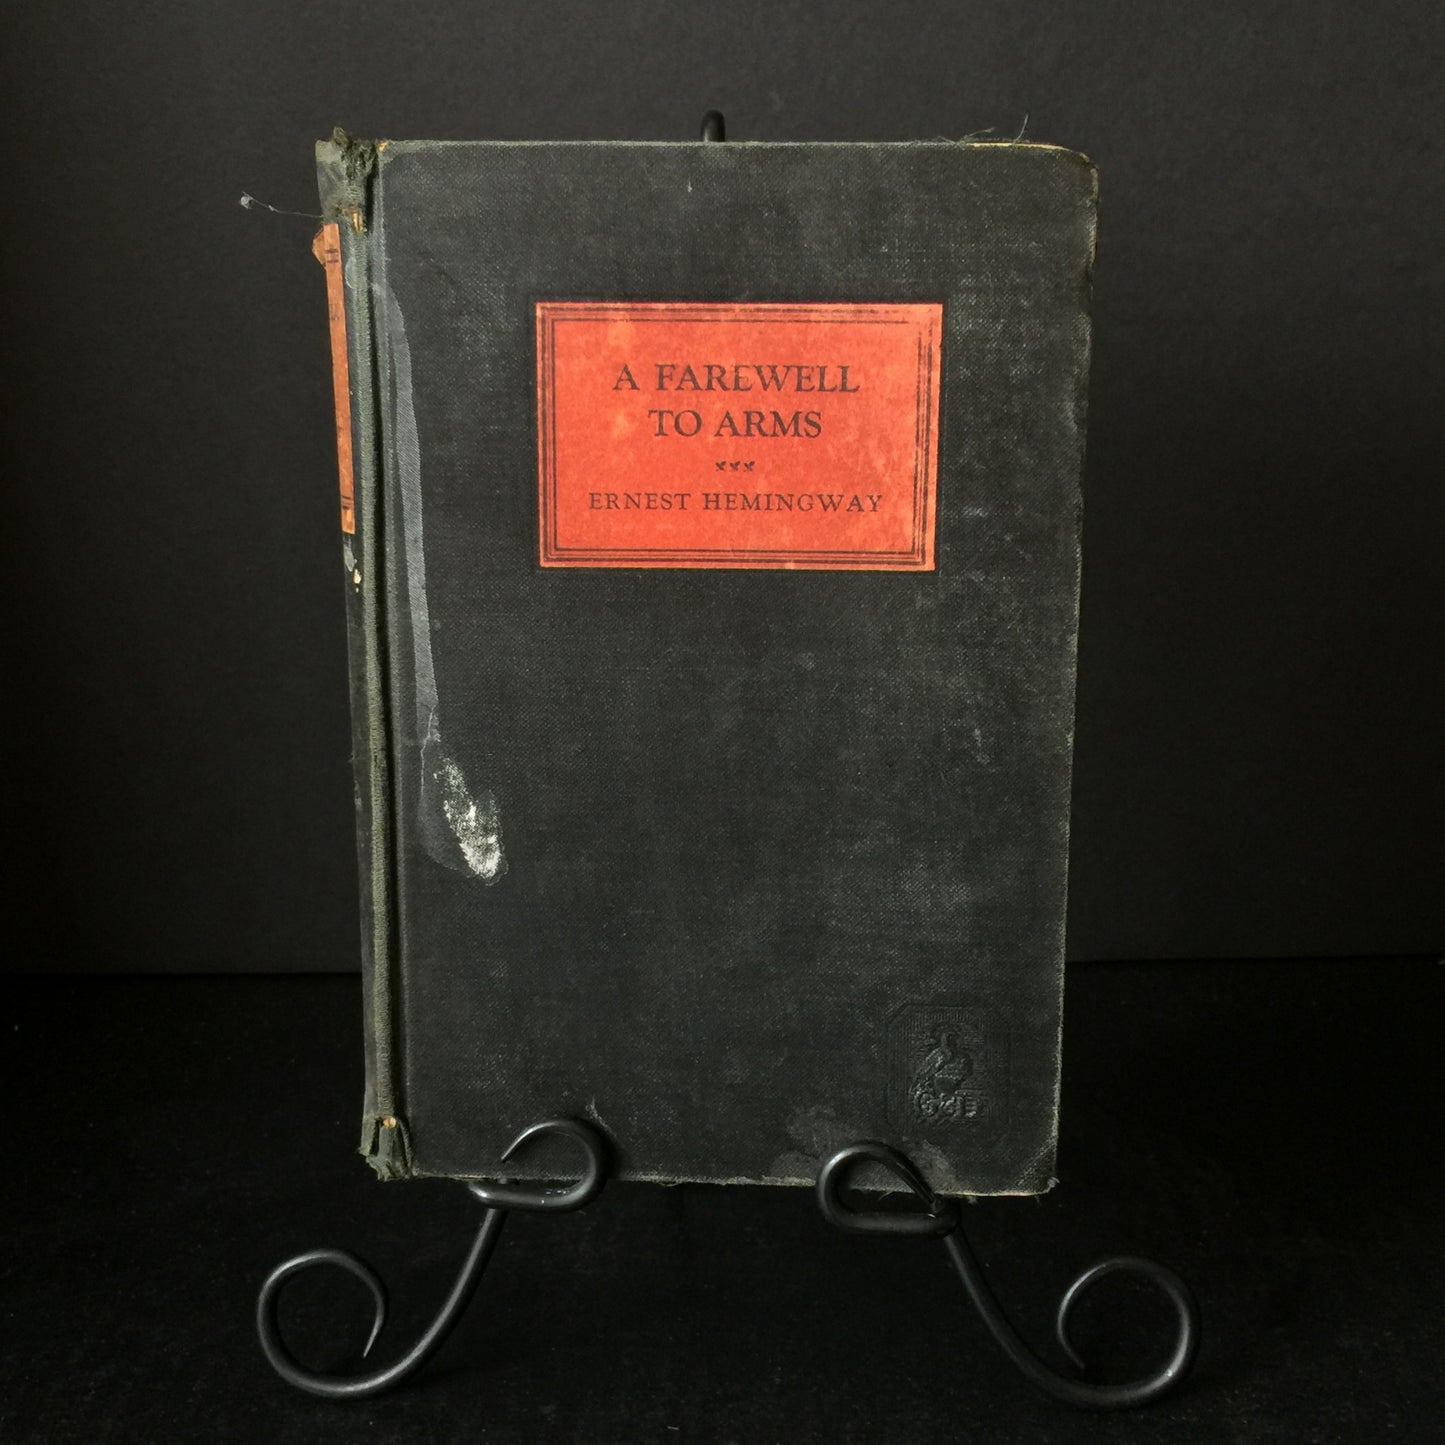 A FAREWELL
TO ARMS
ERNEST HEMINGWAY
G&D